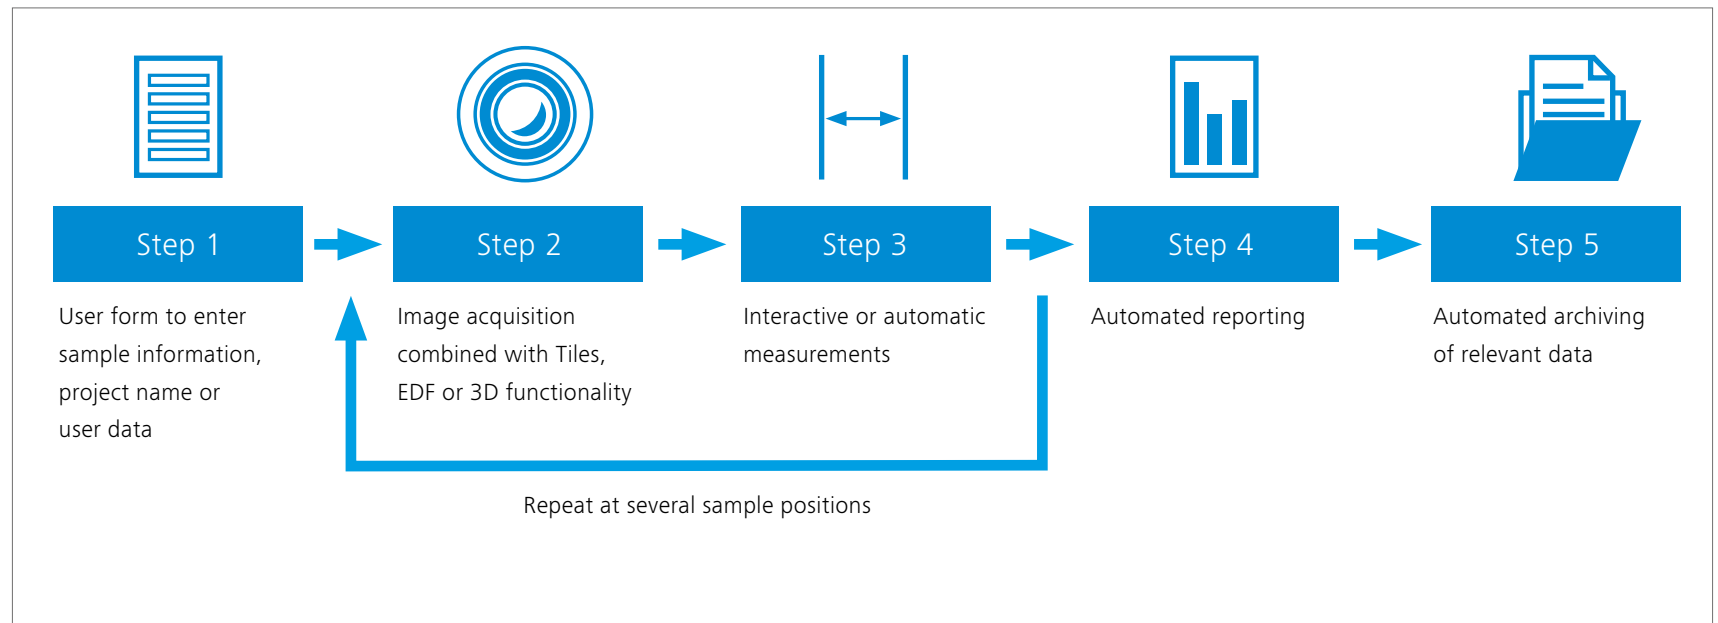 Step 1
Step 2
Step 3
Step 4
Step 5
User form to enter
sample information,
project name or
user data
Image acquisition
combined with Tiles,
EDF or 3D functionality
Interactive or automatic
measurements
Automated reporting
Automated archiving
of relevant data
Repeat at several sample positions